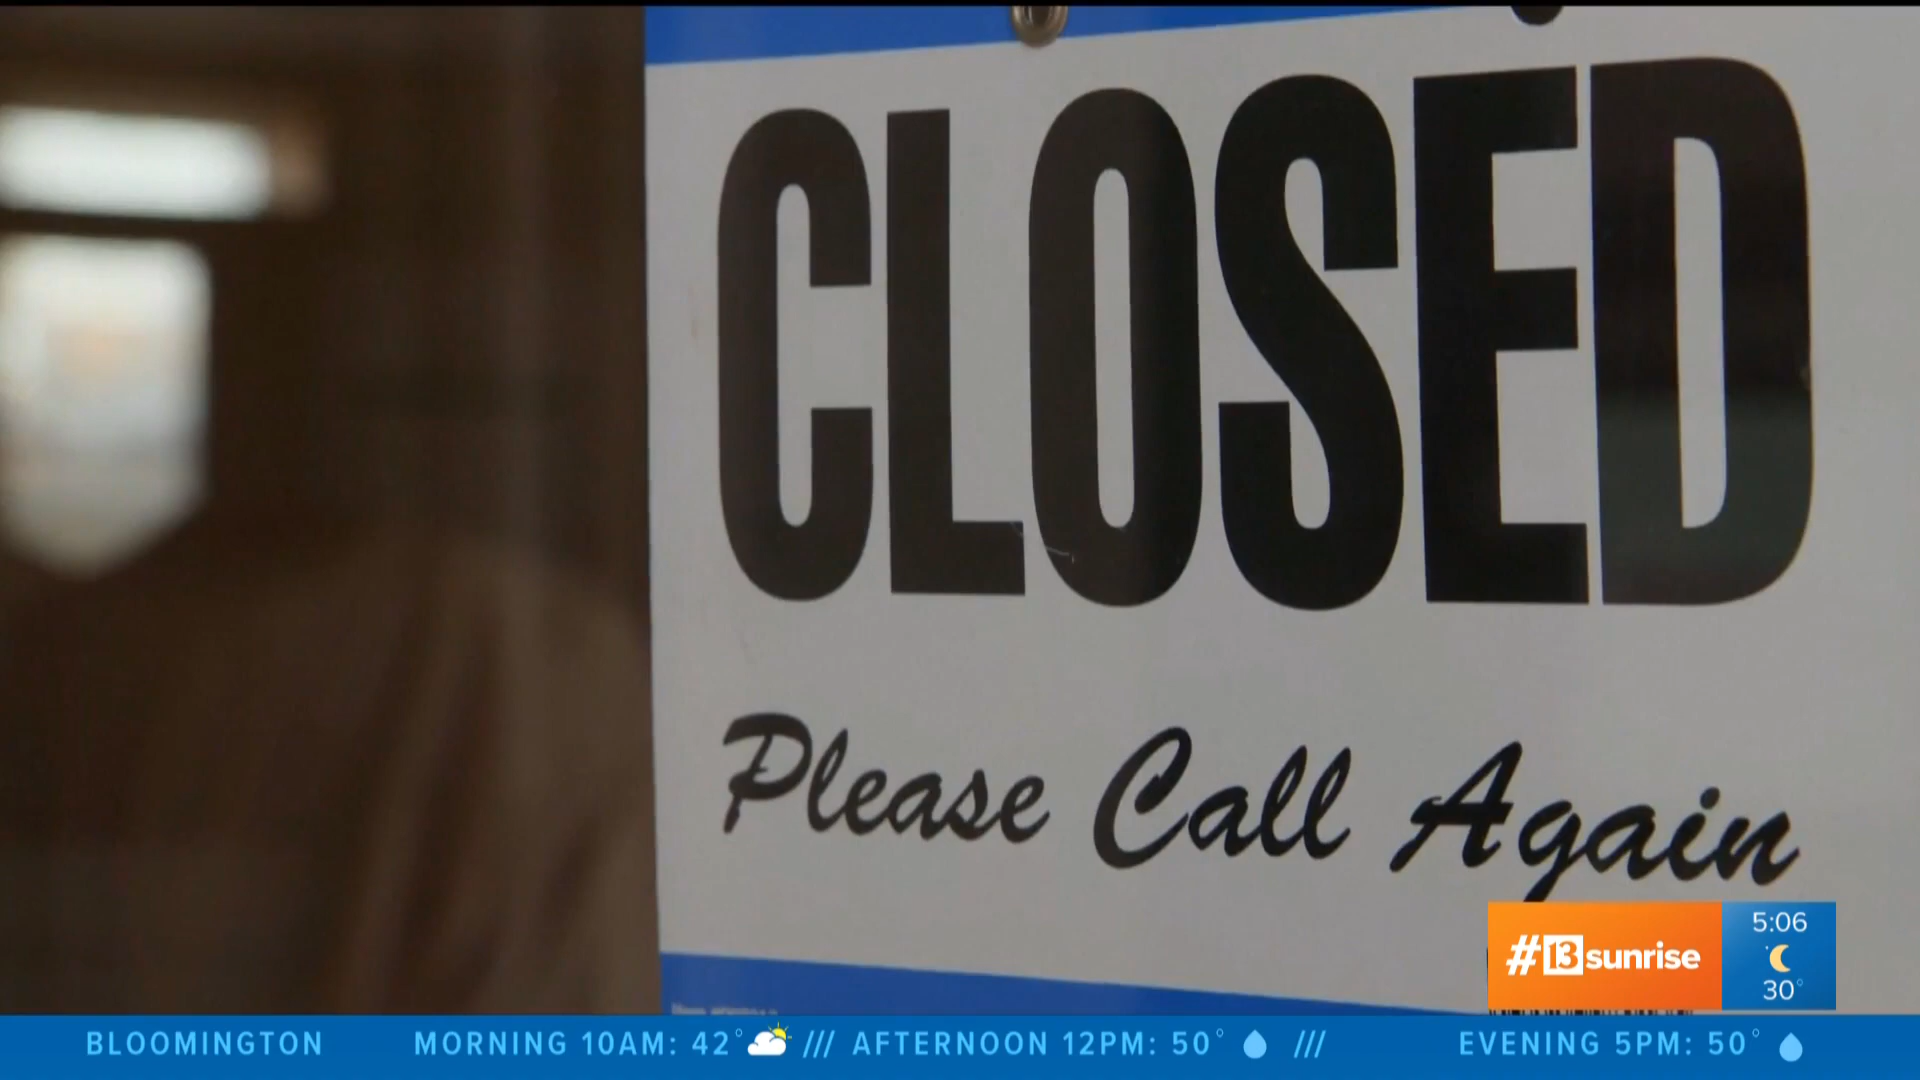 CLOSED
Please Call Again
#13sunrise
5:06
30°
BLOOMINGTON MORNING 10AM: 42° /// AFTERNOON 12PM: 50° /// EVENING 5PM: 50°